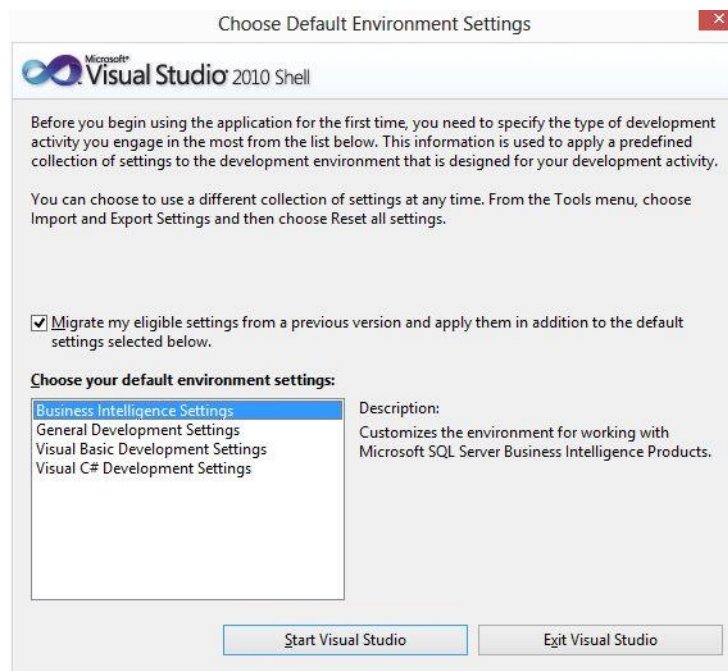 Choose Default Environment Settings
Microsoft®
Visual Studio® 2010 Shell
Before you begin using the application for the first time, you need to specify the type of development
activity you engage in the most from the list below. This information is used to apply a predefined
collection of settings to the development environment that is designed for your development activity.
You can choose to use a different collection of settings at any time. From the Tools menu, choose
Import and Export Settings and then choose Reset all settings.
Migrate my eligible settings from a previous version and apply them in addition to the default
settings selected below.
Choose your default environment settings:
Business Intelligence Settings
General Development Settings
Visual Basic Development Settings
Visual C# Development Settings
Description:
Customizes the environment for working with
Microsoft SQL Server Business Intelligence Products.
Start Visual Studio
Exit Visual Studio